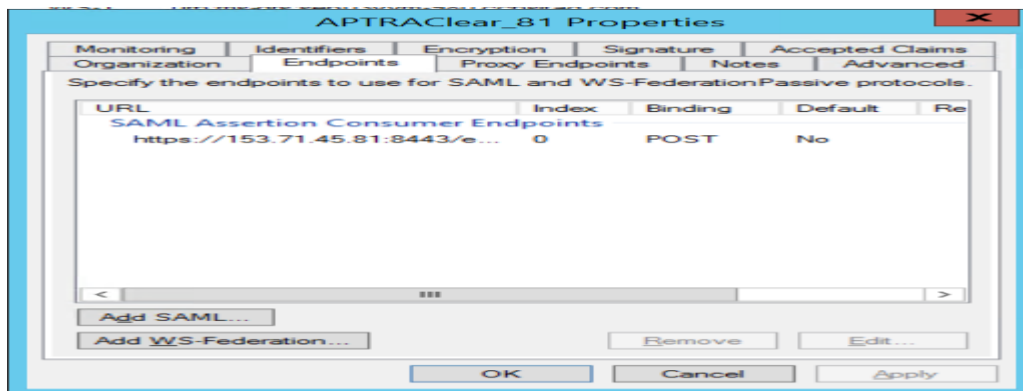 APTRAClear_81 Properties
Monitoring Identifiers Encryption Signature Accepted Claims
Organization Endpoints Proxy Endpoints Notes Advanced
Specify the endpoints to use for SAML and WS-FederationPassive protocols.
URL Index Binding Default Re
SAML Assertion Consumer Endpoints
https://153.71.45.81:8443/e... 0 POST No
Add SAML...
Add WS-Federation... Remove Edit...
OK Cancel Apply